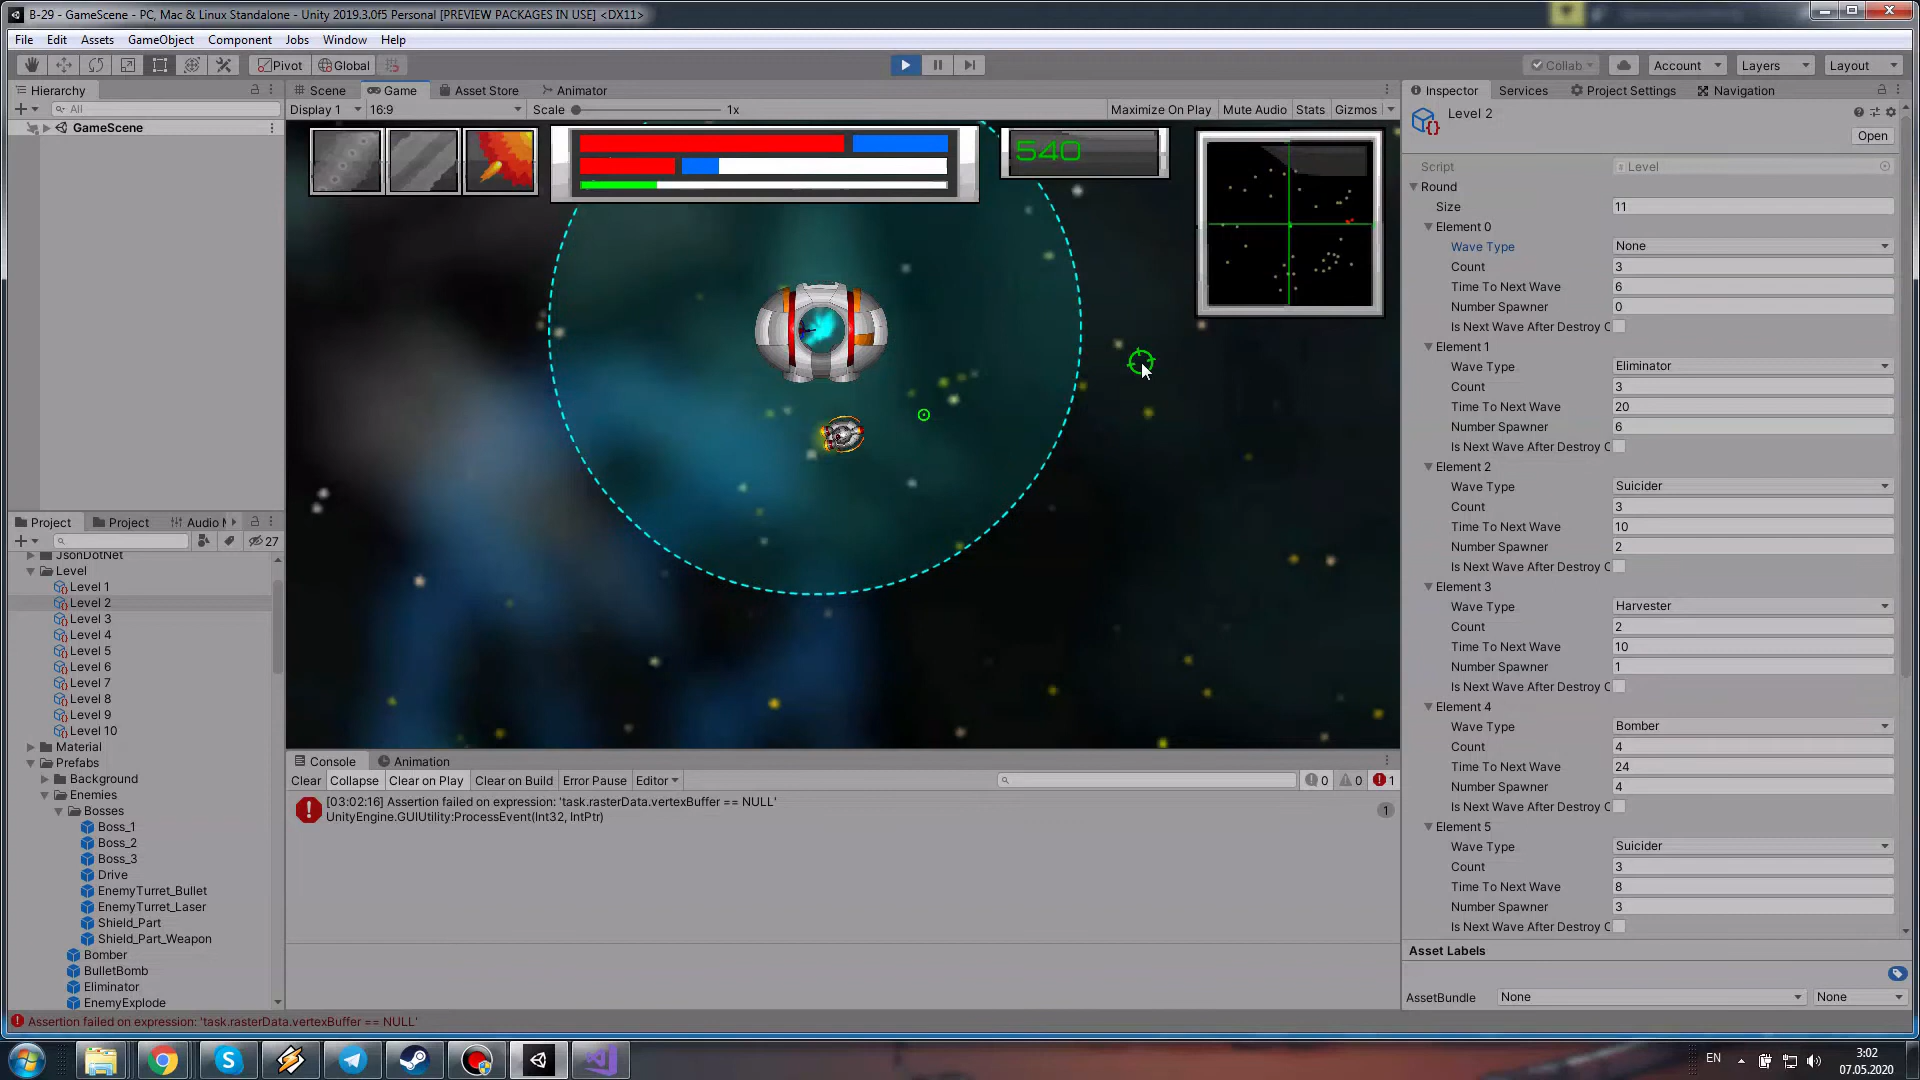 B-29 - GameScene - PC, Mac & Linux Standalone - Unity 2019.3.0f5 Personal [PREVIEW PACKAGES IN USE] <DX11>
File Edit Assets GameObject Component Jobs Window Help
Pivot Global Collab Account Layers Layout
Hierarchy
All
GameScene
Scene Game Asset Store Animator
Display 1 16:9 Scale 1x Maximize On Play Mute Audio Stats Gizmos
540
Inspector Services Project Settings Navigation
Level 2
Open
Script Level
Round
Size 11
Element 0
Wave Type None
Count 3
Time To Next Wave 6
Number Spawner 0
Is Next Wave After Destroy C
Element 1
Wave Type Eliminator
Count 3
Time To Next Wave 20
Number Spawner 6
Is Next Wave After Destroy C
Element 2
Wave Type Suicider
Count 3
Time To Next Wave 10
Number Spawner 2
Is Next Wave After Destroy C
Element 3
Wave Type Harvester
Count 2
Time To Next Wave 10
Number Spawner 1
Is Next Wave After Destroy C
Element 4
Wave Type Bomber
Count 4
Time To Next Wave 24
Number Spawner 4
Is Next Wave After Destroy C
Element 5
Wave Type Suicider
Count 3
Time To Next Wave 8
Number Spawner 3
Is Next Wave After Destroy C
Asset Labels
AssetBundle None None
Project Project Audio M
27
JsonDotNet
Level
Level 1
Level 2
Level 3
Level 4
Level 5
Level 6
Level 7
Level 8
Level 9
Level 10
Material
Prefabs
Background
Enemies
Bosses
Boss_1
Boss_2
Boss_3
Drive
EnemyTurret_Bullet
EnemyTurret_Laser
Shield_Part
Shield_Part_Weapon
Bomber
BulletBomb
Eliminator
EnemyExplode
Console Animation
Clear Collapse Clear on Play Clear on Build Error Pause Editor 0 0 1
[03:02:16] Assertion failed on expression: 'task.rasterData.vertexBuffer == NULL'
UnityEngine.GUIUtility:ProcessEvent(Int32, IntPtr)
1
Assertion failed on expression: 'task.rasterData.vertexBuffer == NULL'
EN
3:02
07.05.2020